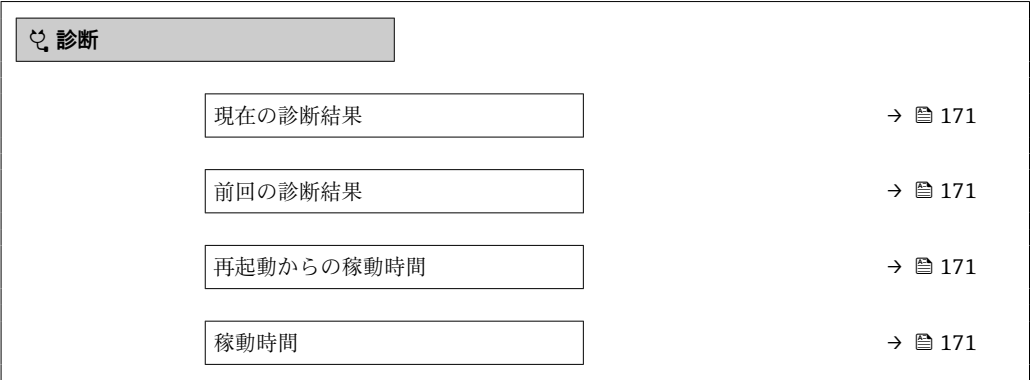 診断
現在の診断結果 → 171
前回の診断結果 → 171
再起動からの稼動時間 → 171
稼動時間 → 171